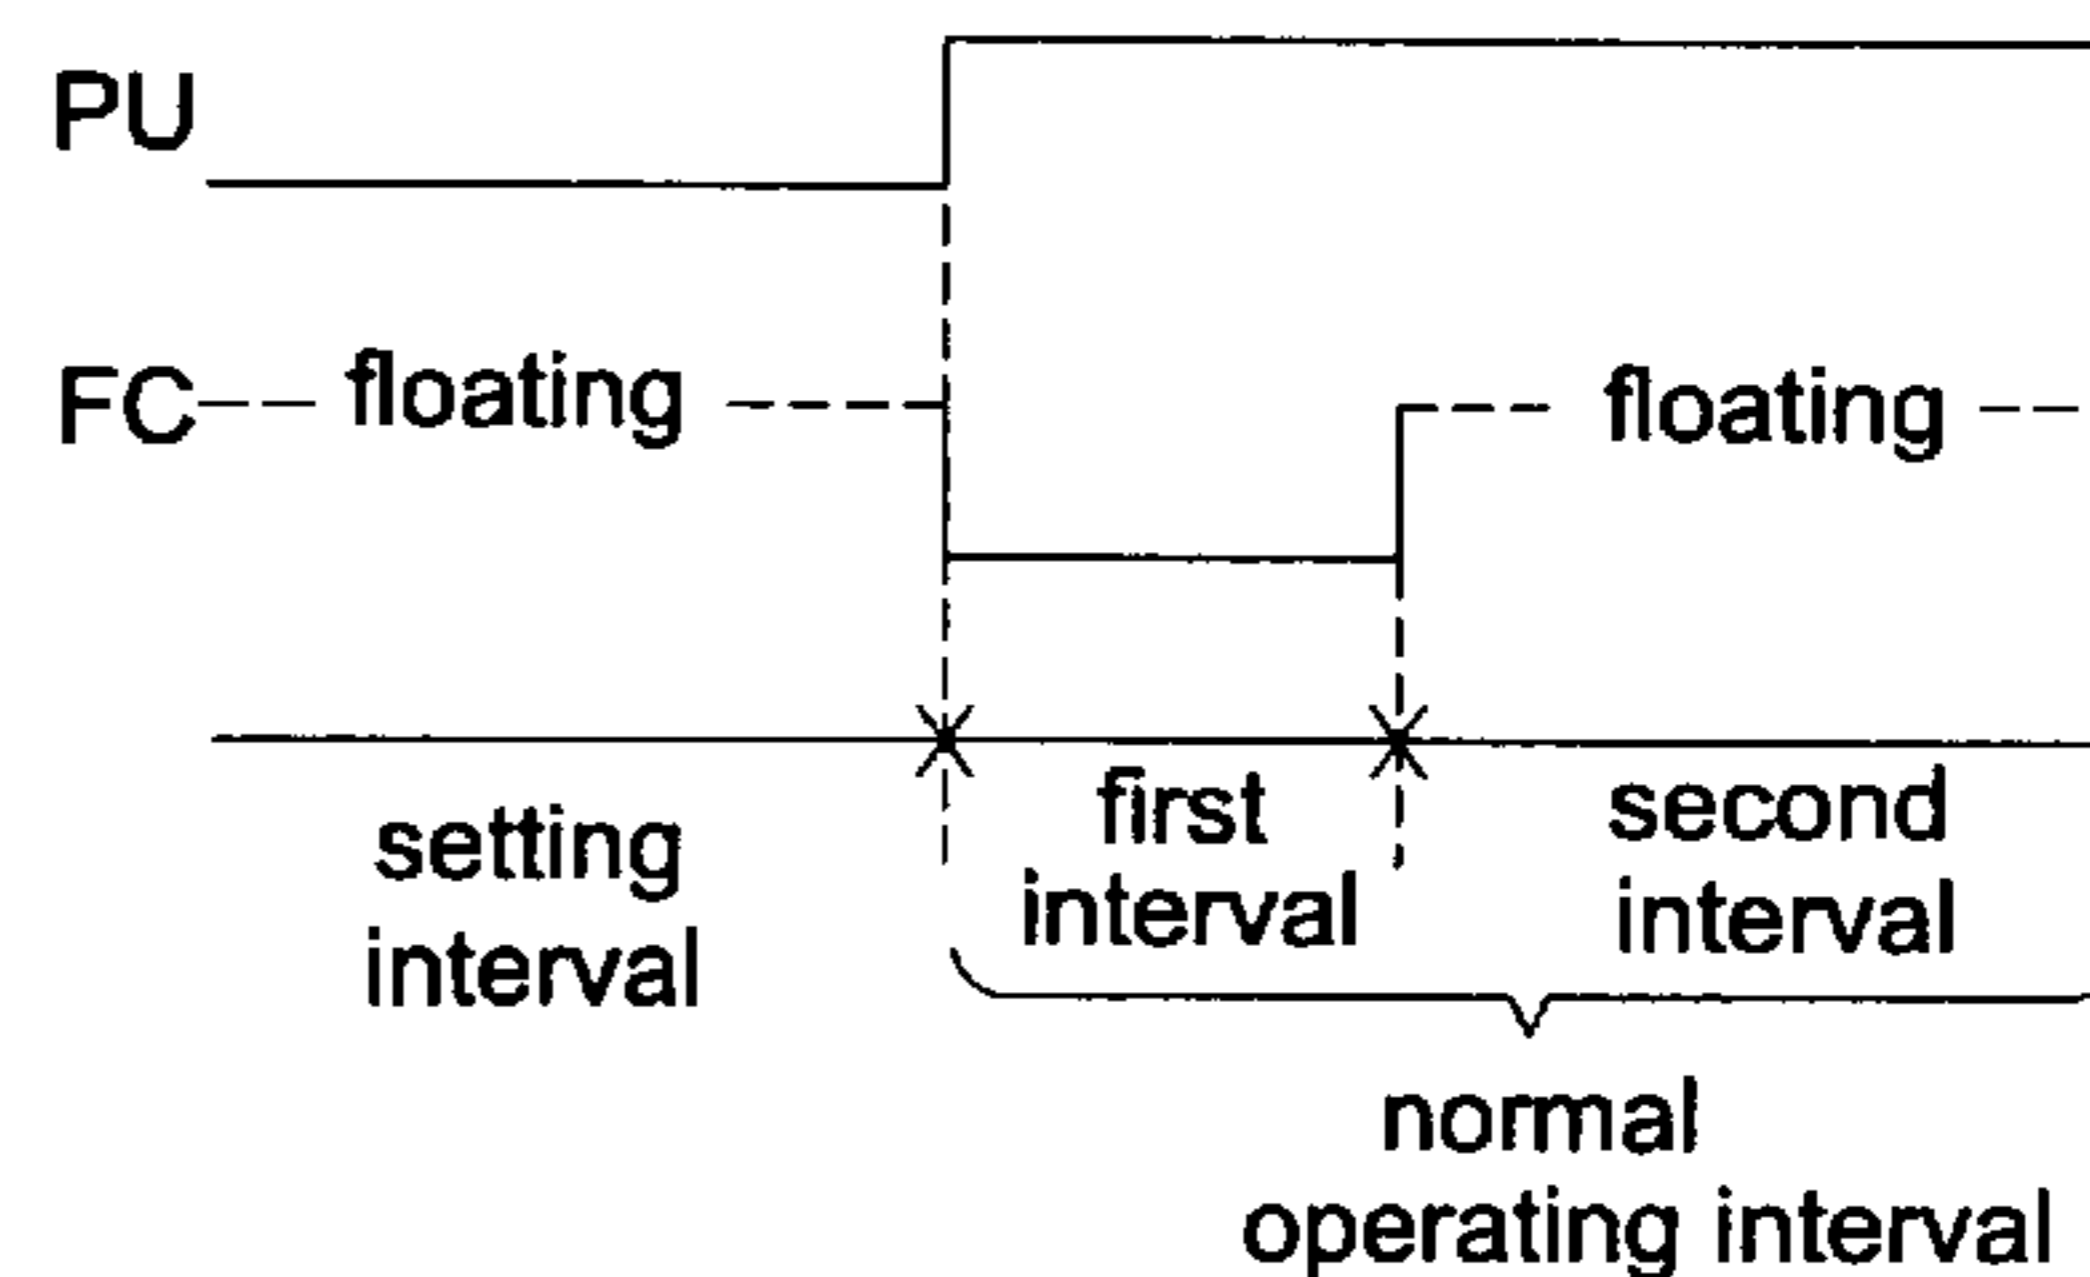 PU
FC floating floating
setting
interval
first
interval
second
interval
normal
operating interval